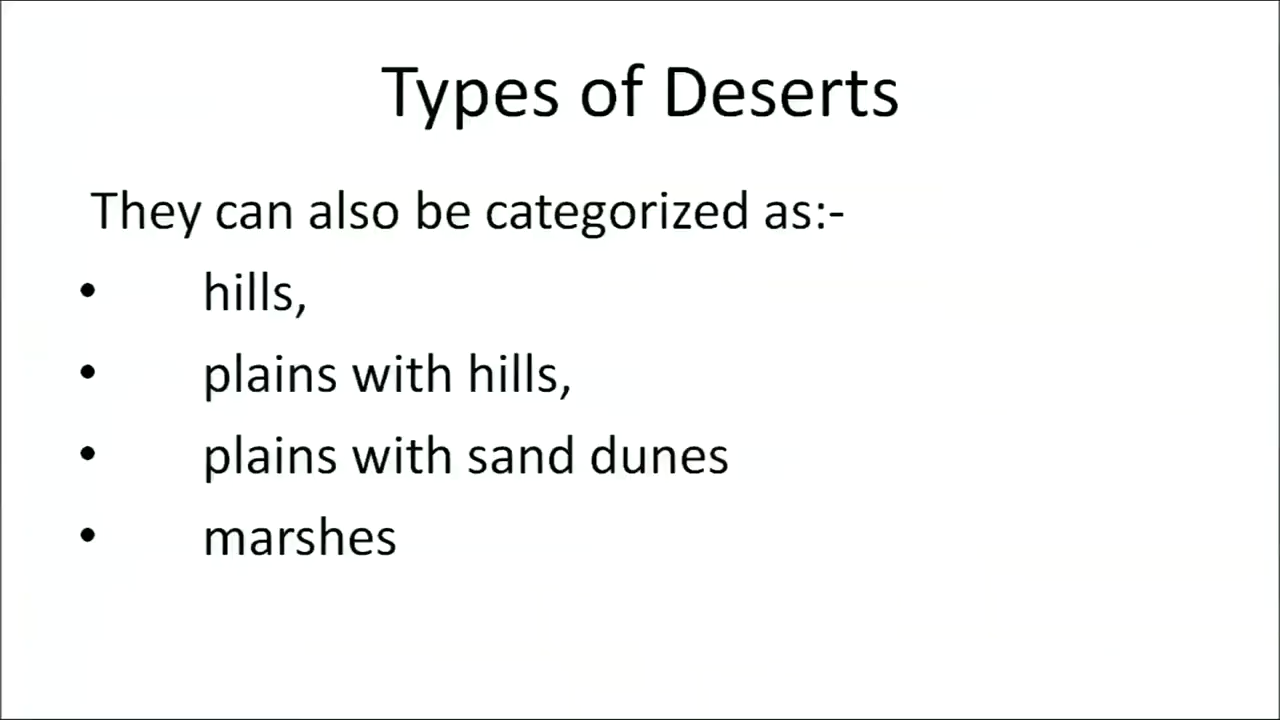 Types of Deserts
They can also be categorized as:-
• hills,
• plains with hills,
• plains with sand dunes
• marshes